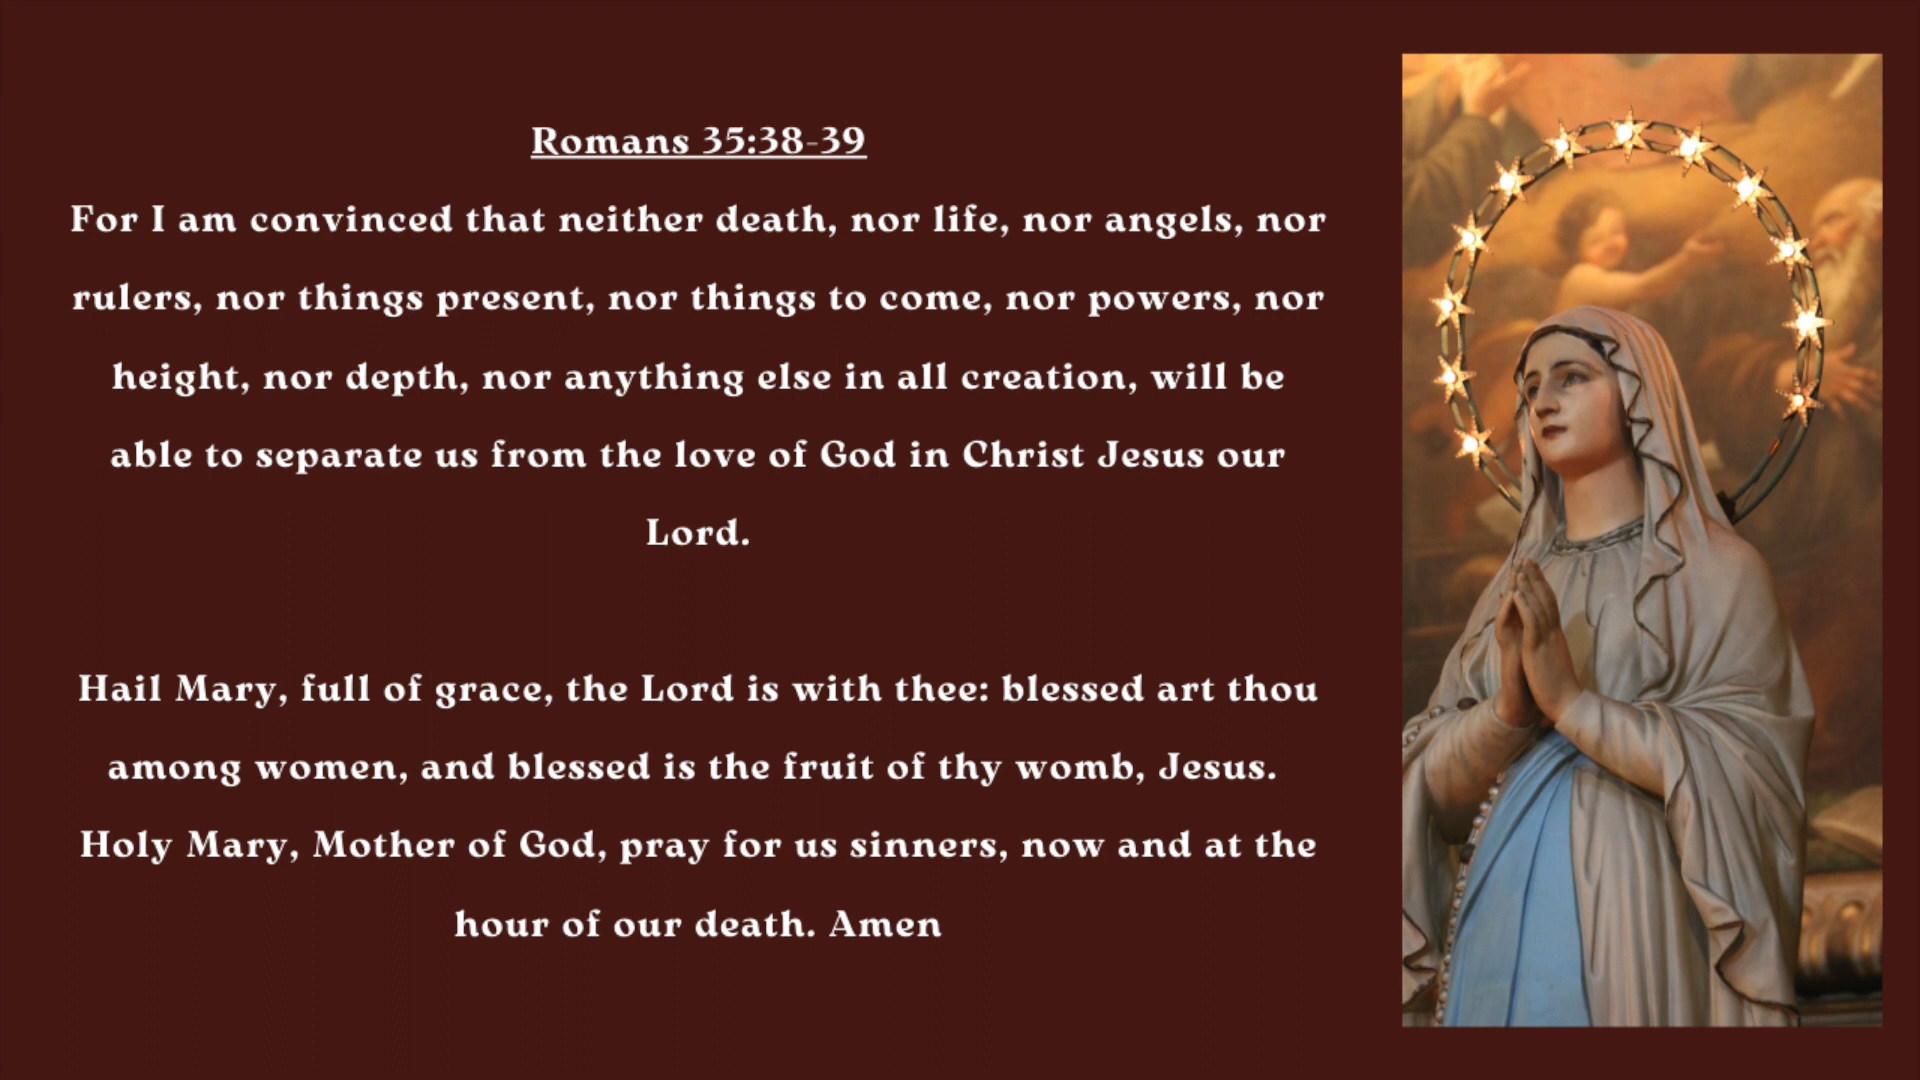 Romans 35:38-39
For I am convinced that neither death, nor life, nor angels, nor
rulers, nor things present, nor things to come, nor powers, nor
height, nor depth, nor anything else in all creation, will be
able to separate us from the love of God in Christ Jesus our
Lord.
Hail Mary, full of grace, the Lord is with thee: blessed art thou
among women, and blessed is the fruit of thy womb, Jesus.
Holy Mary, Mother of God, pray for us sinners, now and at the
hour of our death. Amen